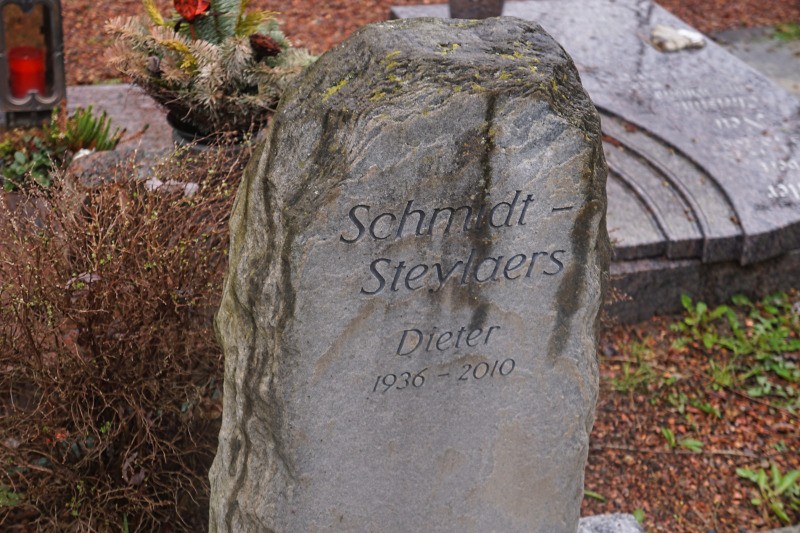 Schmidt –
Steylaers
Dieter
1936 – 2010